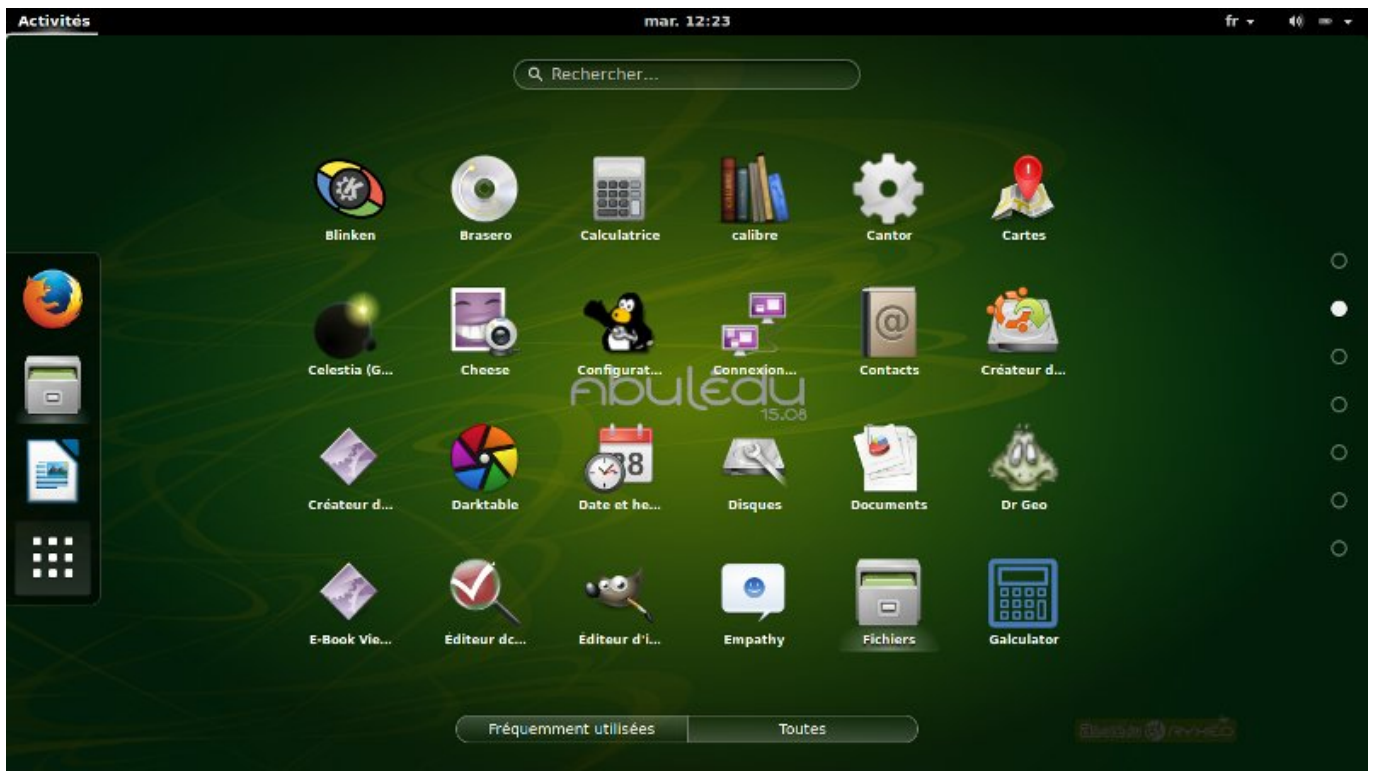 Activités
mar. 12:23
fr
Rechercher...
Blinken
Brasero
Calculatrice
calibre
Cantor
Cartes
Celestia (G...
Cheese
Configurat...
Connexion...
Contacts
Créateur d...
abulÉdu
15.08
Créateur d...
Darktable
Date et he...
28
Disques
Documents
Dr Geo
E-Book Vie...
Éditeur dc...
Éditeur d'i...
Empathy
Fichiers
Galculator
Fréquemment utilisées
Toutes